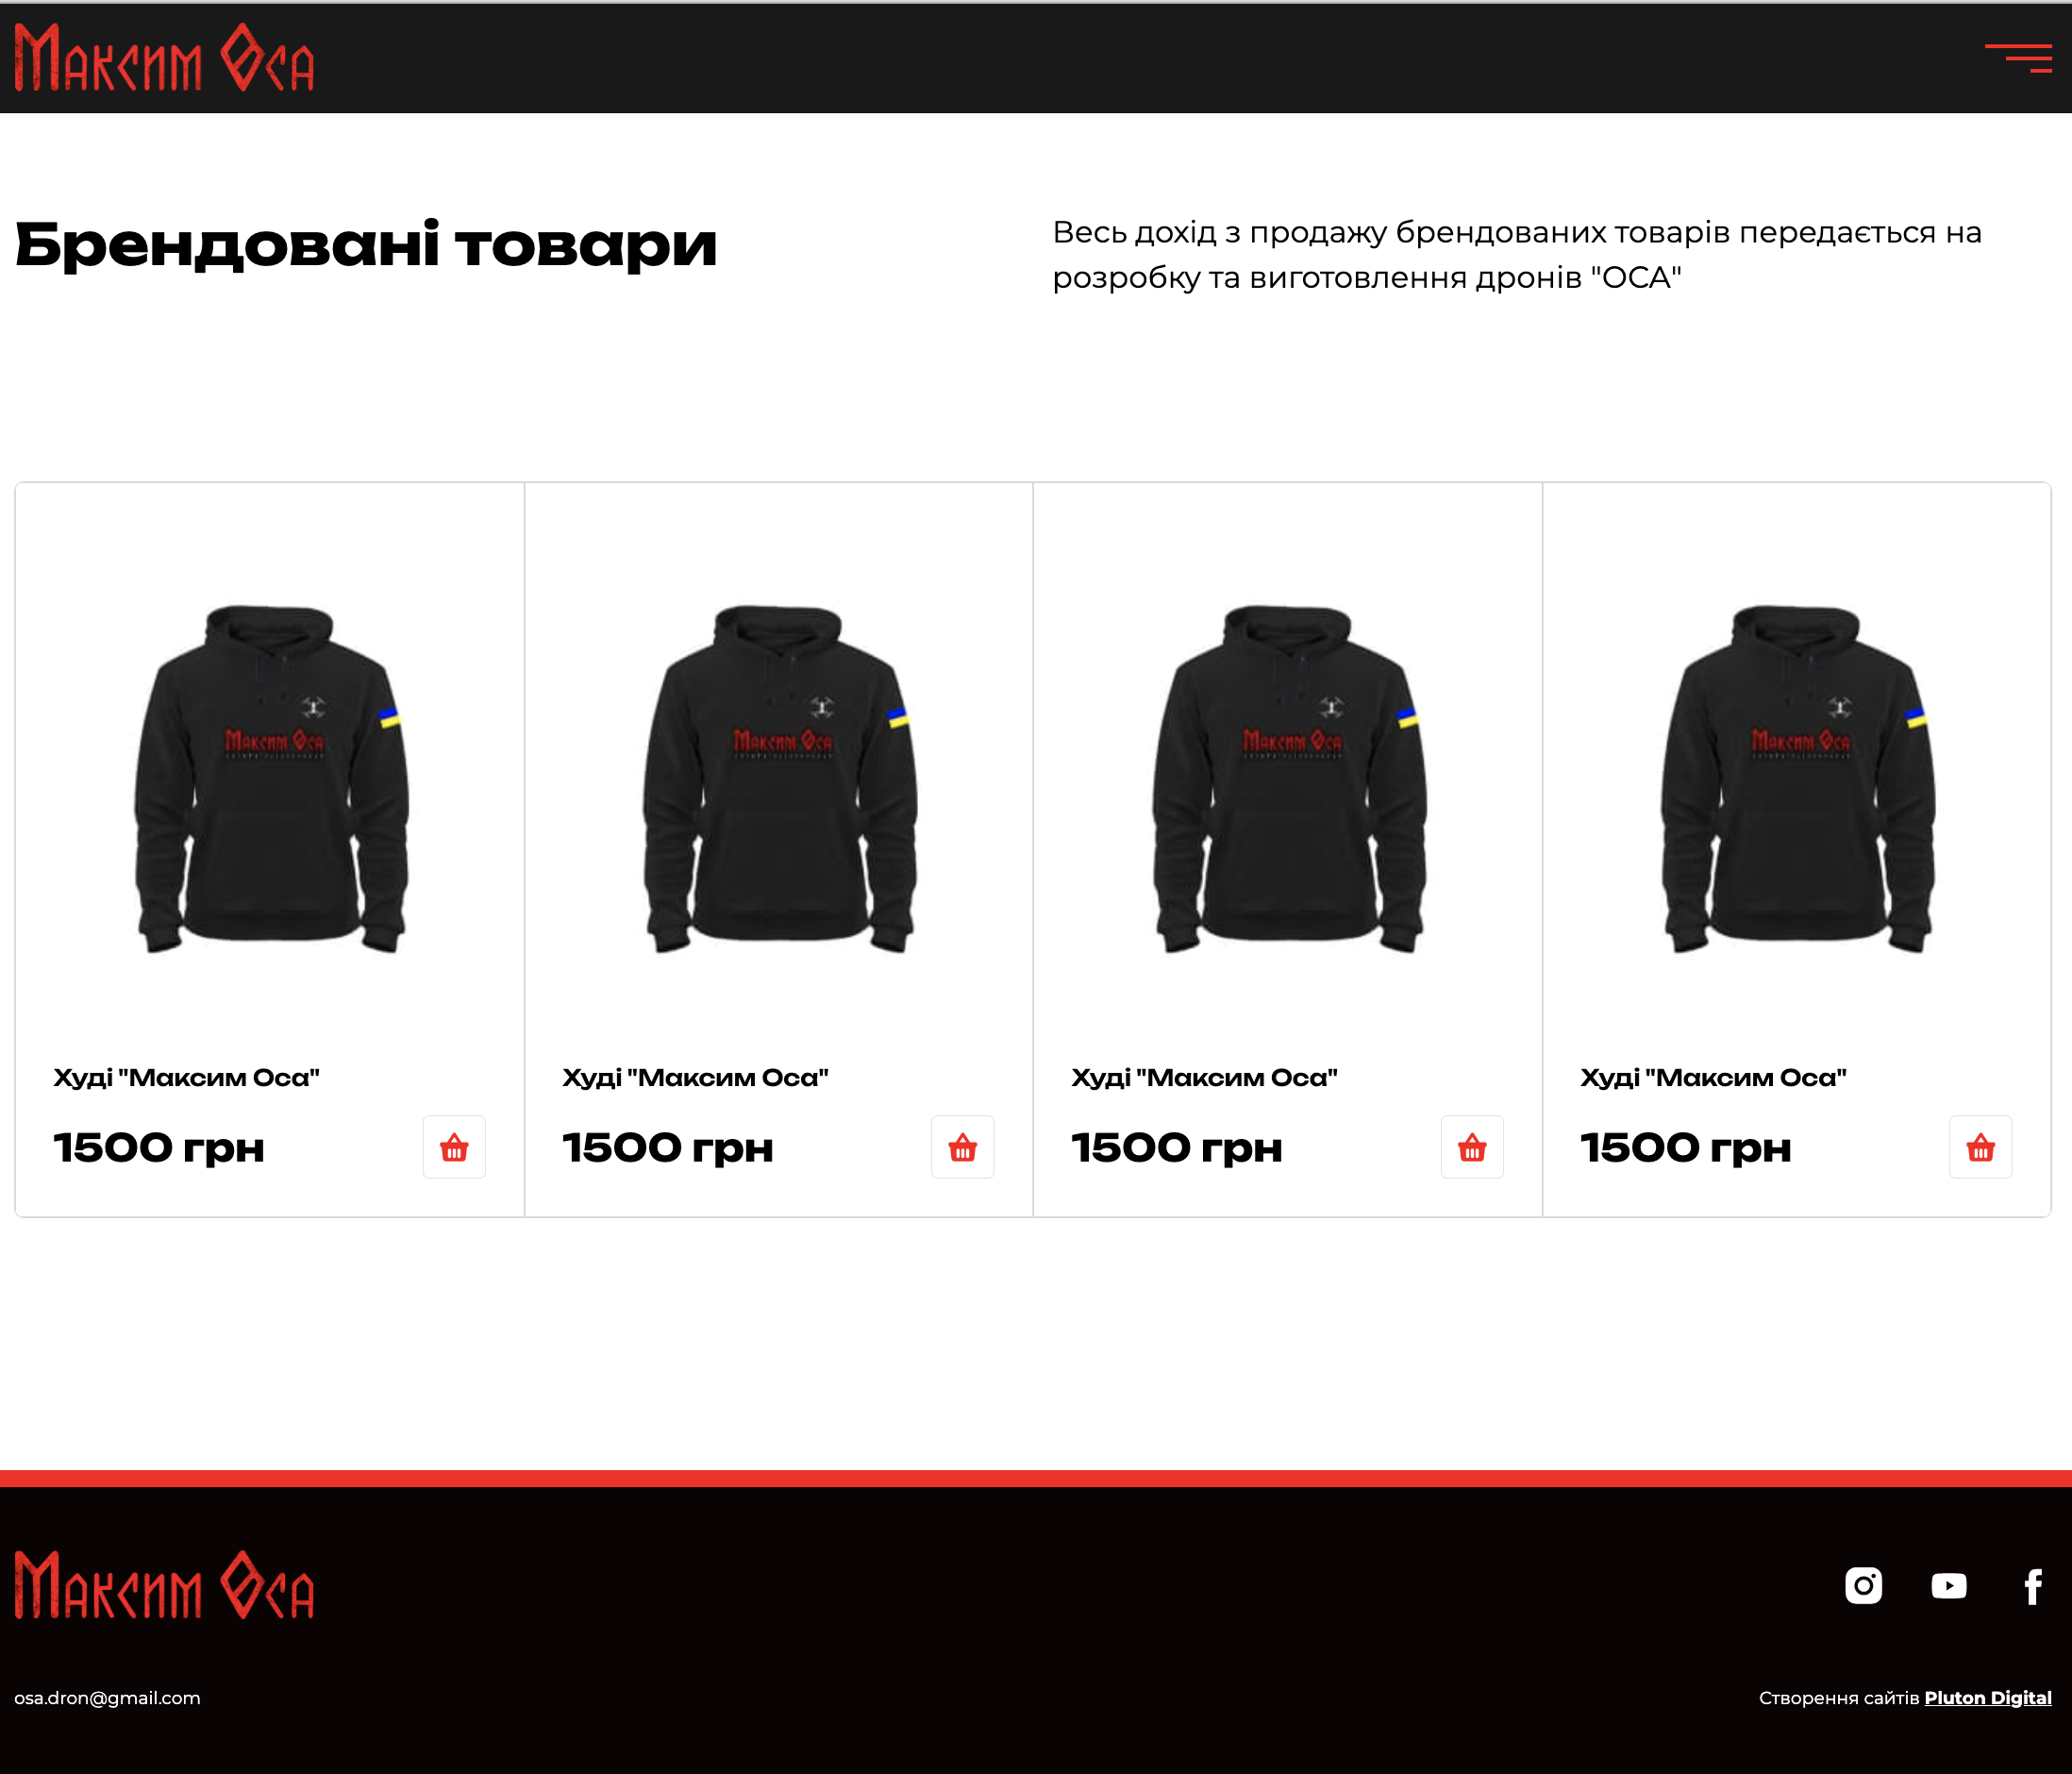 Максим Оса
Брендовані товари
Весь дохід з продажу брендованих товарів передається на
розробку та виготовлення дронів "ОСА"
Максим Оса
Максим Оса
Максим Оса
Максим Оса
Худі "Максим Оса"
1500 грн
Худі "Максим Оса"
1500 грн
Худі "Максим Оса"
1500 грн
Худі "Максим Оса"
1500 грн
Максим Оса
osa.dron@gmail.com
Створення сайтів Pluton Digital